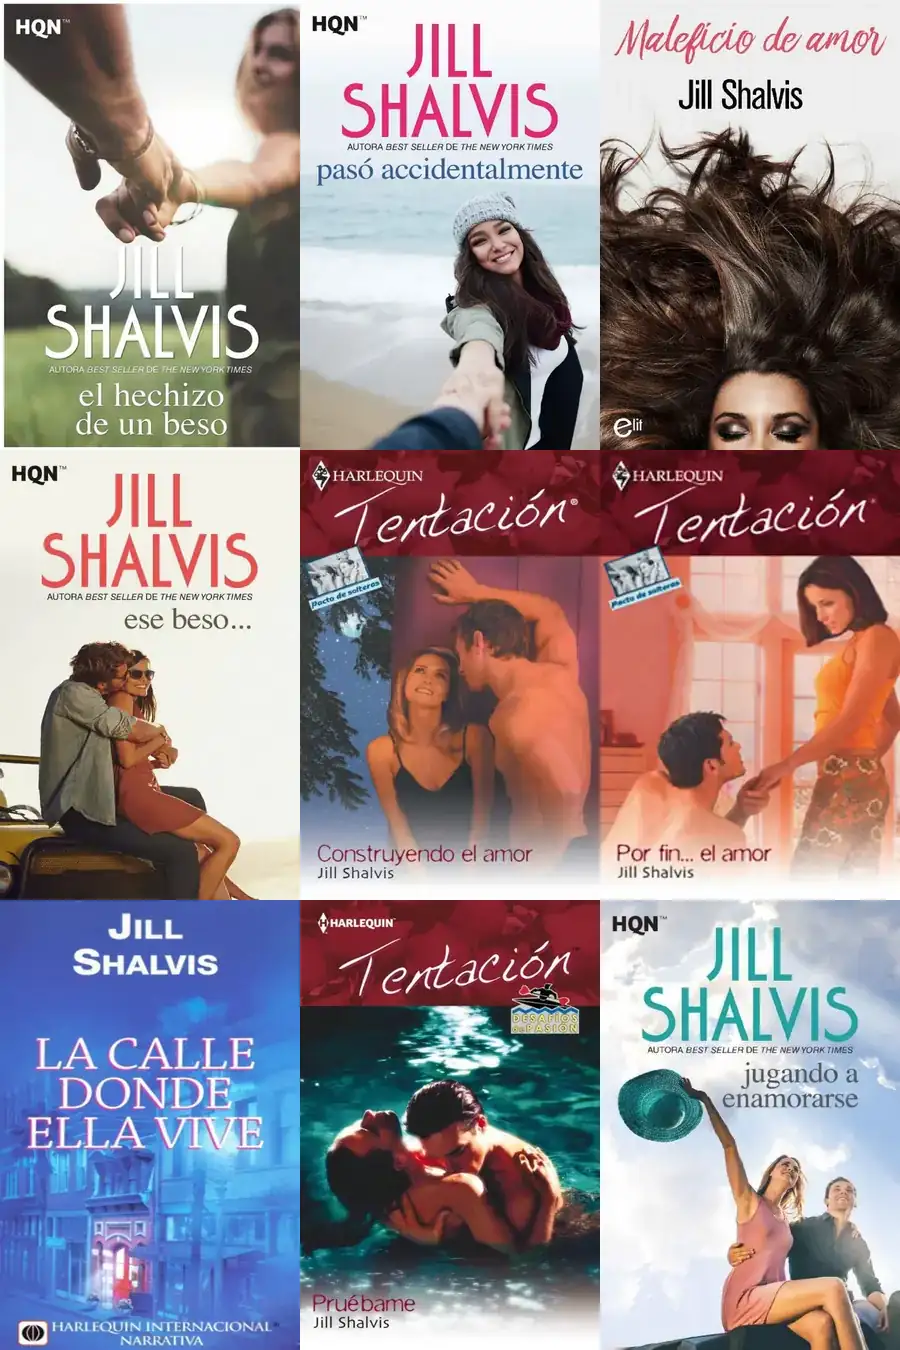 HQN™
JILL
SHALVIS
AUTORA BEST SELLER DE THE NEW YORK TIMES
el hechizo
de un beso
HQN™
JILL
SHALVIS
AUTORA BEST SELLER DE THE NEW YORK TIMES
pasó accidentalmente
Maleficio de amor
Jill Shalvis
elit
HQN™
JILL
SHALVIS
AUTORA BEST SELLER DE THE NEW YORK TIMES
ese beso...
HARLEQUIN
Tentación®
Pacto de solteros
Construyendo el amor
Jill Shalvis
HARLEQUIN
Tentación
Pacto de solteros
Por fin... el amor
Jill Shalvis
JILL
SHALVIS
LA CALLE
DONDE
ELLA VIVE
HARLEQUIN INTERNACIONAL
NARRATIVA
HARLEQUIN™
Tentación
DESAFÍOS
de PASIÓN
Pruébame
Jill Shalvis
HQN™
JILL
SHALVIS
AUTORA BEST SELLER DE THE NEW YORK TIMES
jugando a
enamorarse